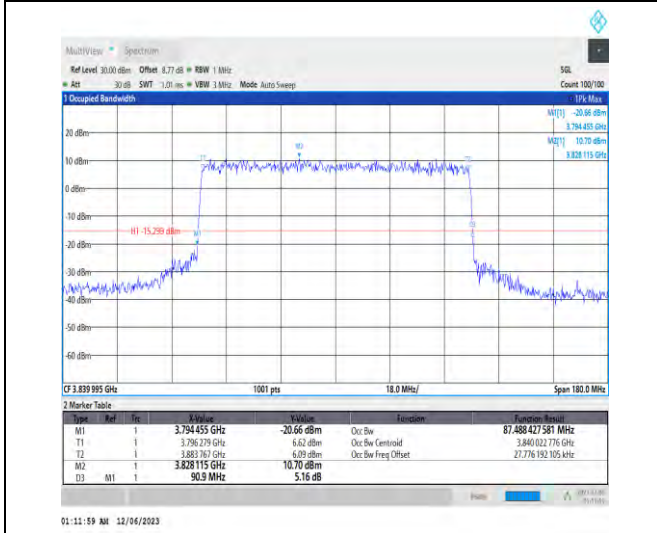 MultiView Spectrum
Ref Level 30.00 dBm Offset 8.77 dB RBW 1 MHz SGL
Att 30 dB SWT 1.01 ms VBW 3 MHz Mode Auto Sweep Count 100/100
1 Occupied Bandwidth 1Pk Max
M1[1] -20.66 dBm
3.794 455 GHz
M2[1] 10.70 dBm
3.828 115 GHz
20 dBm
M2
T1
10 dBm
0 dBm
-10 dBm
H1 -15.299 dBm
M1
D3
-20 dBm
-30 dBm
-40 dBm
-50 dBm
-60 dBm
CF 3.839 995 GHz 1001 pts 18.0 MHz/ Span 180.0 MHz
2 Marker Table
Type Ref Trc X-Value Y-Value Function Function Result
M1 1 3.794 455 GHz -20.66 dBm Occ Bw 87.488 427 581 MHz
T1 1 3.796 279 GHz 6.62 dBm Occ Bw Centroid 3.840 022 776 GHz
T2 1 3.883 767 GHz 6.09 dBm Occ Bw Freq Offset 27.776 192 105 kHz
M2 1 3.828 115 GHz 10.70 dBm
D3 M1 1 90.9 MHz 5.16 dB
01:11:59 AM 12/06/2023